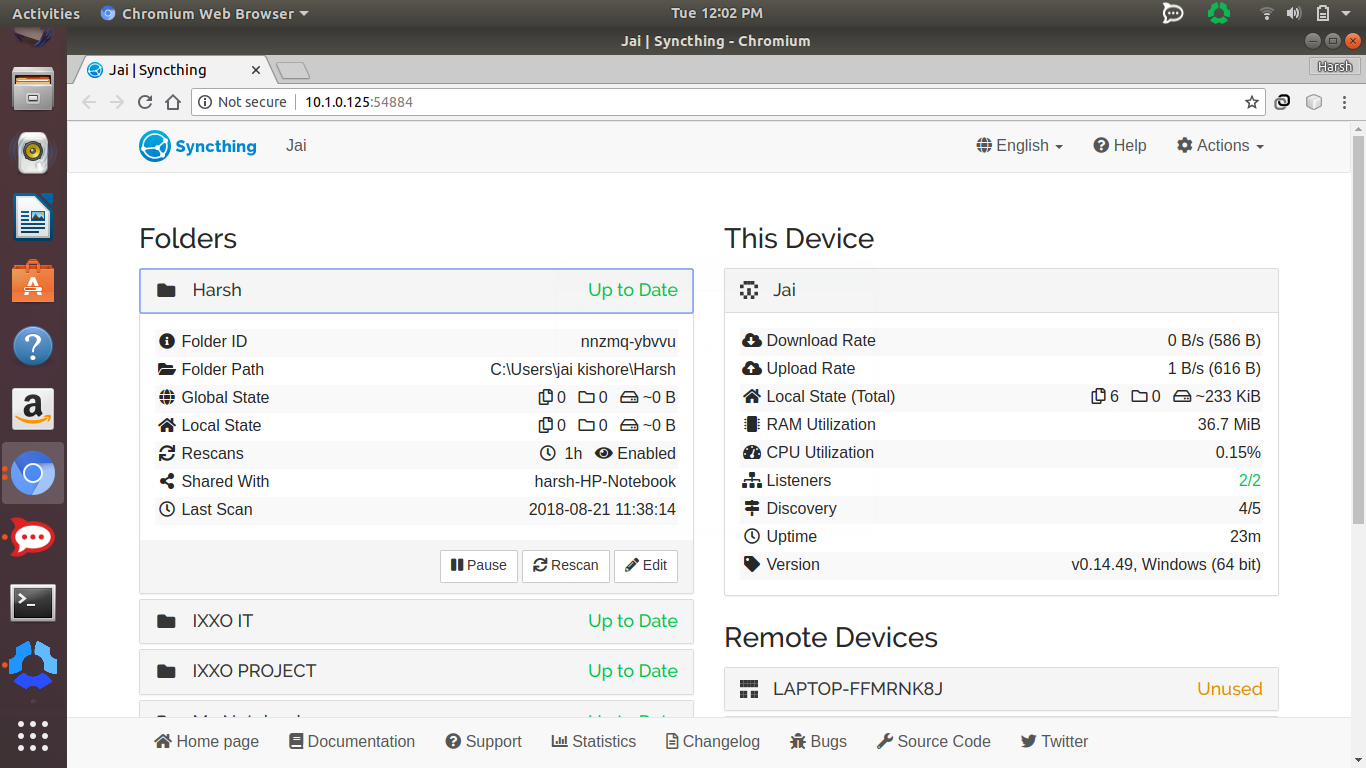 Activities Chromium Web Browser Tue 12:02 PM
Jai | Syncthing - Chromium
Jai | Syncthing
Harsh
Not secure 10.1.0.125:54884
Syncthing Jai English Help Actions
Folders
Harsh Up to Date
Folder ID nnzmq-ybvvu
Folder Path C:\Users\jai kishore\Harsh
Global State 0 0 ~0 B
Local State 0 0 ~0 B
Rescans 1h Enabled
Shared With harsh-HP-Notebook
Last Scan 2018-08-21 11:38:14
Pause Rescan Edit
IXXO IT Up to Date
IXXO PROJECT Up to Date
This Device
Jai
Download Rate 0 B/s (586 B)
Upload Rate 1 B/s (616 B)
Local State (Total) 6 0 ~233 KiB
RAM Utilization 36.7 MiB
CPU Utilization 0.15%
Listeners 2/2
Discovery 4/5
Uptime 23m
Version v0.14.49, Windows (64 bit)
Remote Devices
LAPTOP-FFMRNK8J Unused
Home page Documentation Support Statistics Changelog Bugs Source Code Twitter